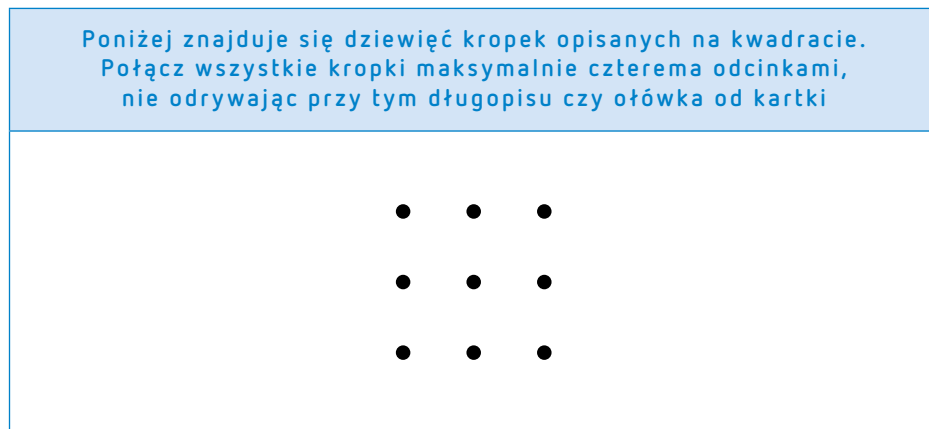 Poniżej znajduje się dziewięć kropek opisanych na kwadracie.
Połącz wszystkie kropki maksymalnie czterema odcinkami,
nie odrywając przy tym długopisu czy ołówka od kartki